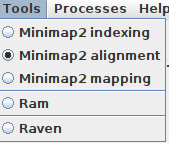 Tools Processes Help
Minimap2 indexing
Minimap2 alignment
Minimap2 mapping
Ram
Raven